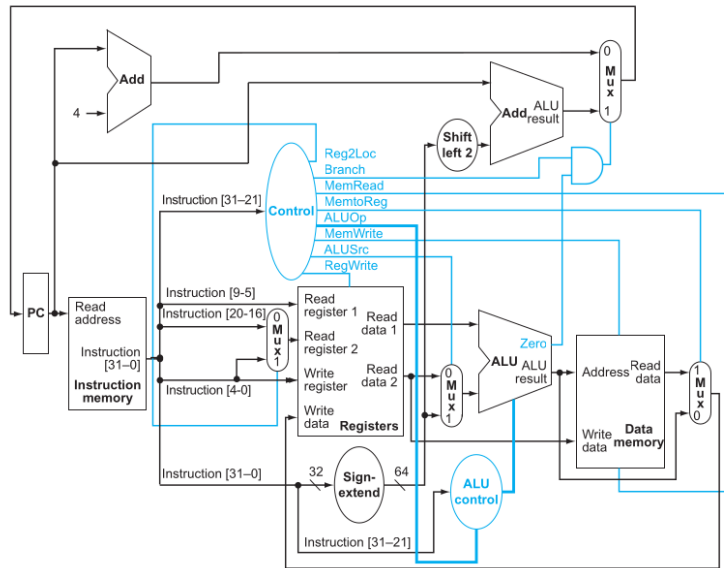 0
Add
M
u
x
4
Add
ALU
result
1
Shift
left 2
Reg2Loc
Branch
MemRead
Instruction [31–21]
Control
MemtoReg
ALUOp
MemWrite
ALUSrc
RegWrite
Instruction [9-5]
Read
register 1
Read
data 1
Instruction [20-16]
PC
Read
address
0
M
u
x
1
Read
register 2
Zero
Instruction
[31–0]
Instruction
memory
Instruction [4-0]
Write
register
Read
data 2
Write
data
Registers
0
M
u
x
1
ALU
ALU
result
Address
Read
data
Write
data
Data
memory
1
M
u
x
0
Instruction [31–0]
32
Sign-
extend
64
ALU
control
Instruction [31–21]